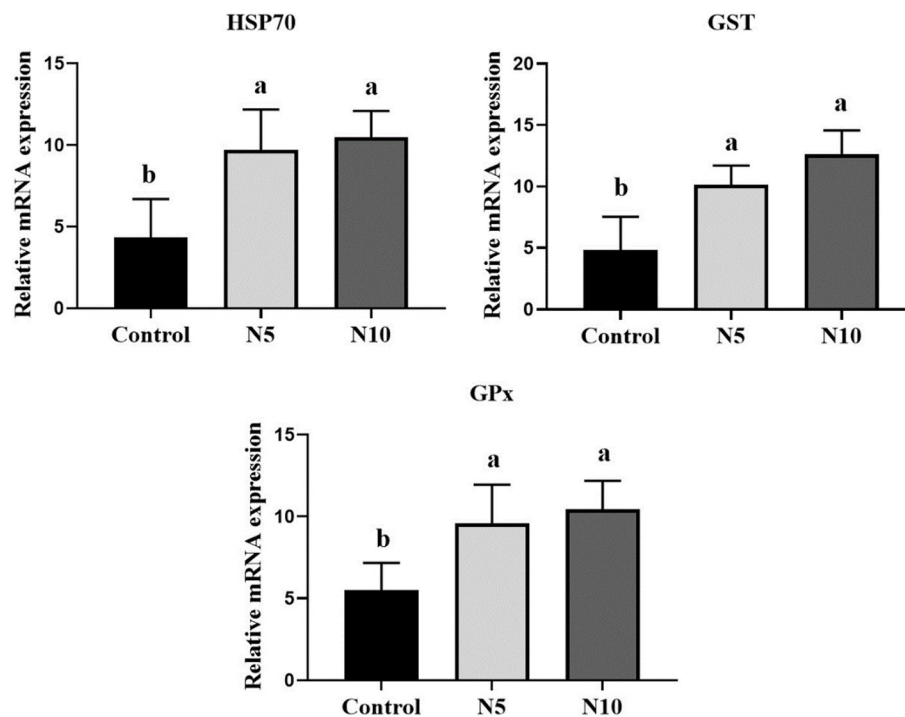 HSP70
Relative mRNA expression
15
10
5
0
b
a
a
Control N5 N10
GST
Relative mRNA expression
20
15
10
5
0
b
a
a
Control N5 N10
GPx
Relative mRNA expression
15
10
5
0
b
a
a
Control N5 N10